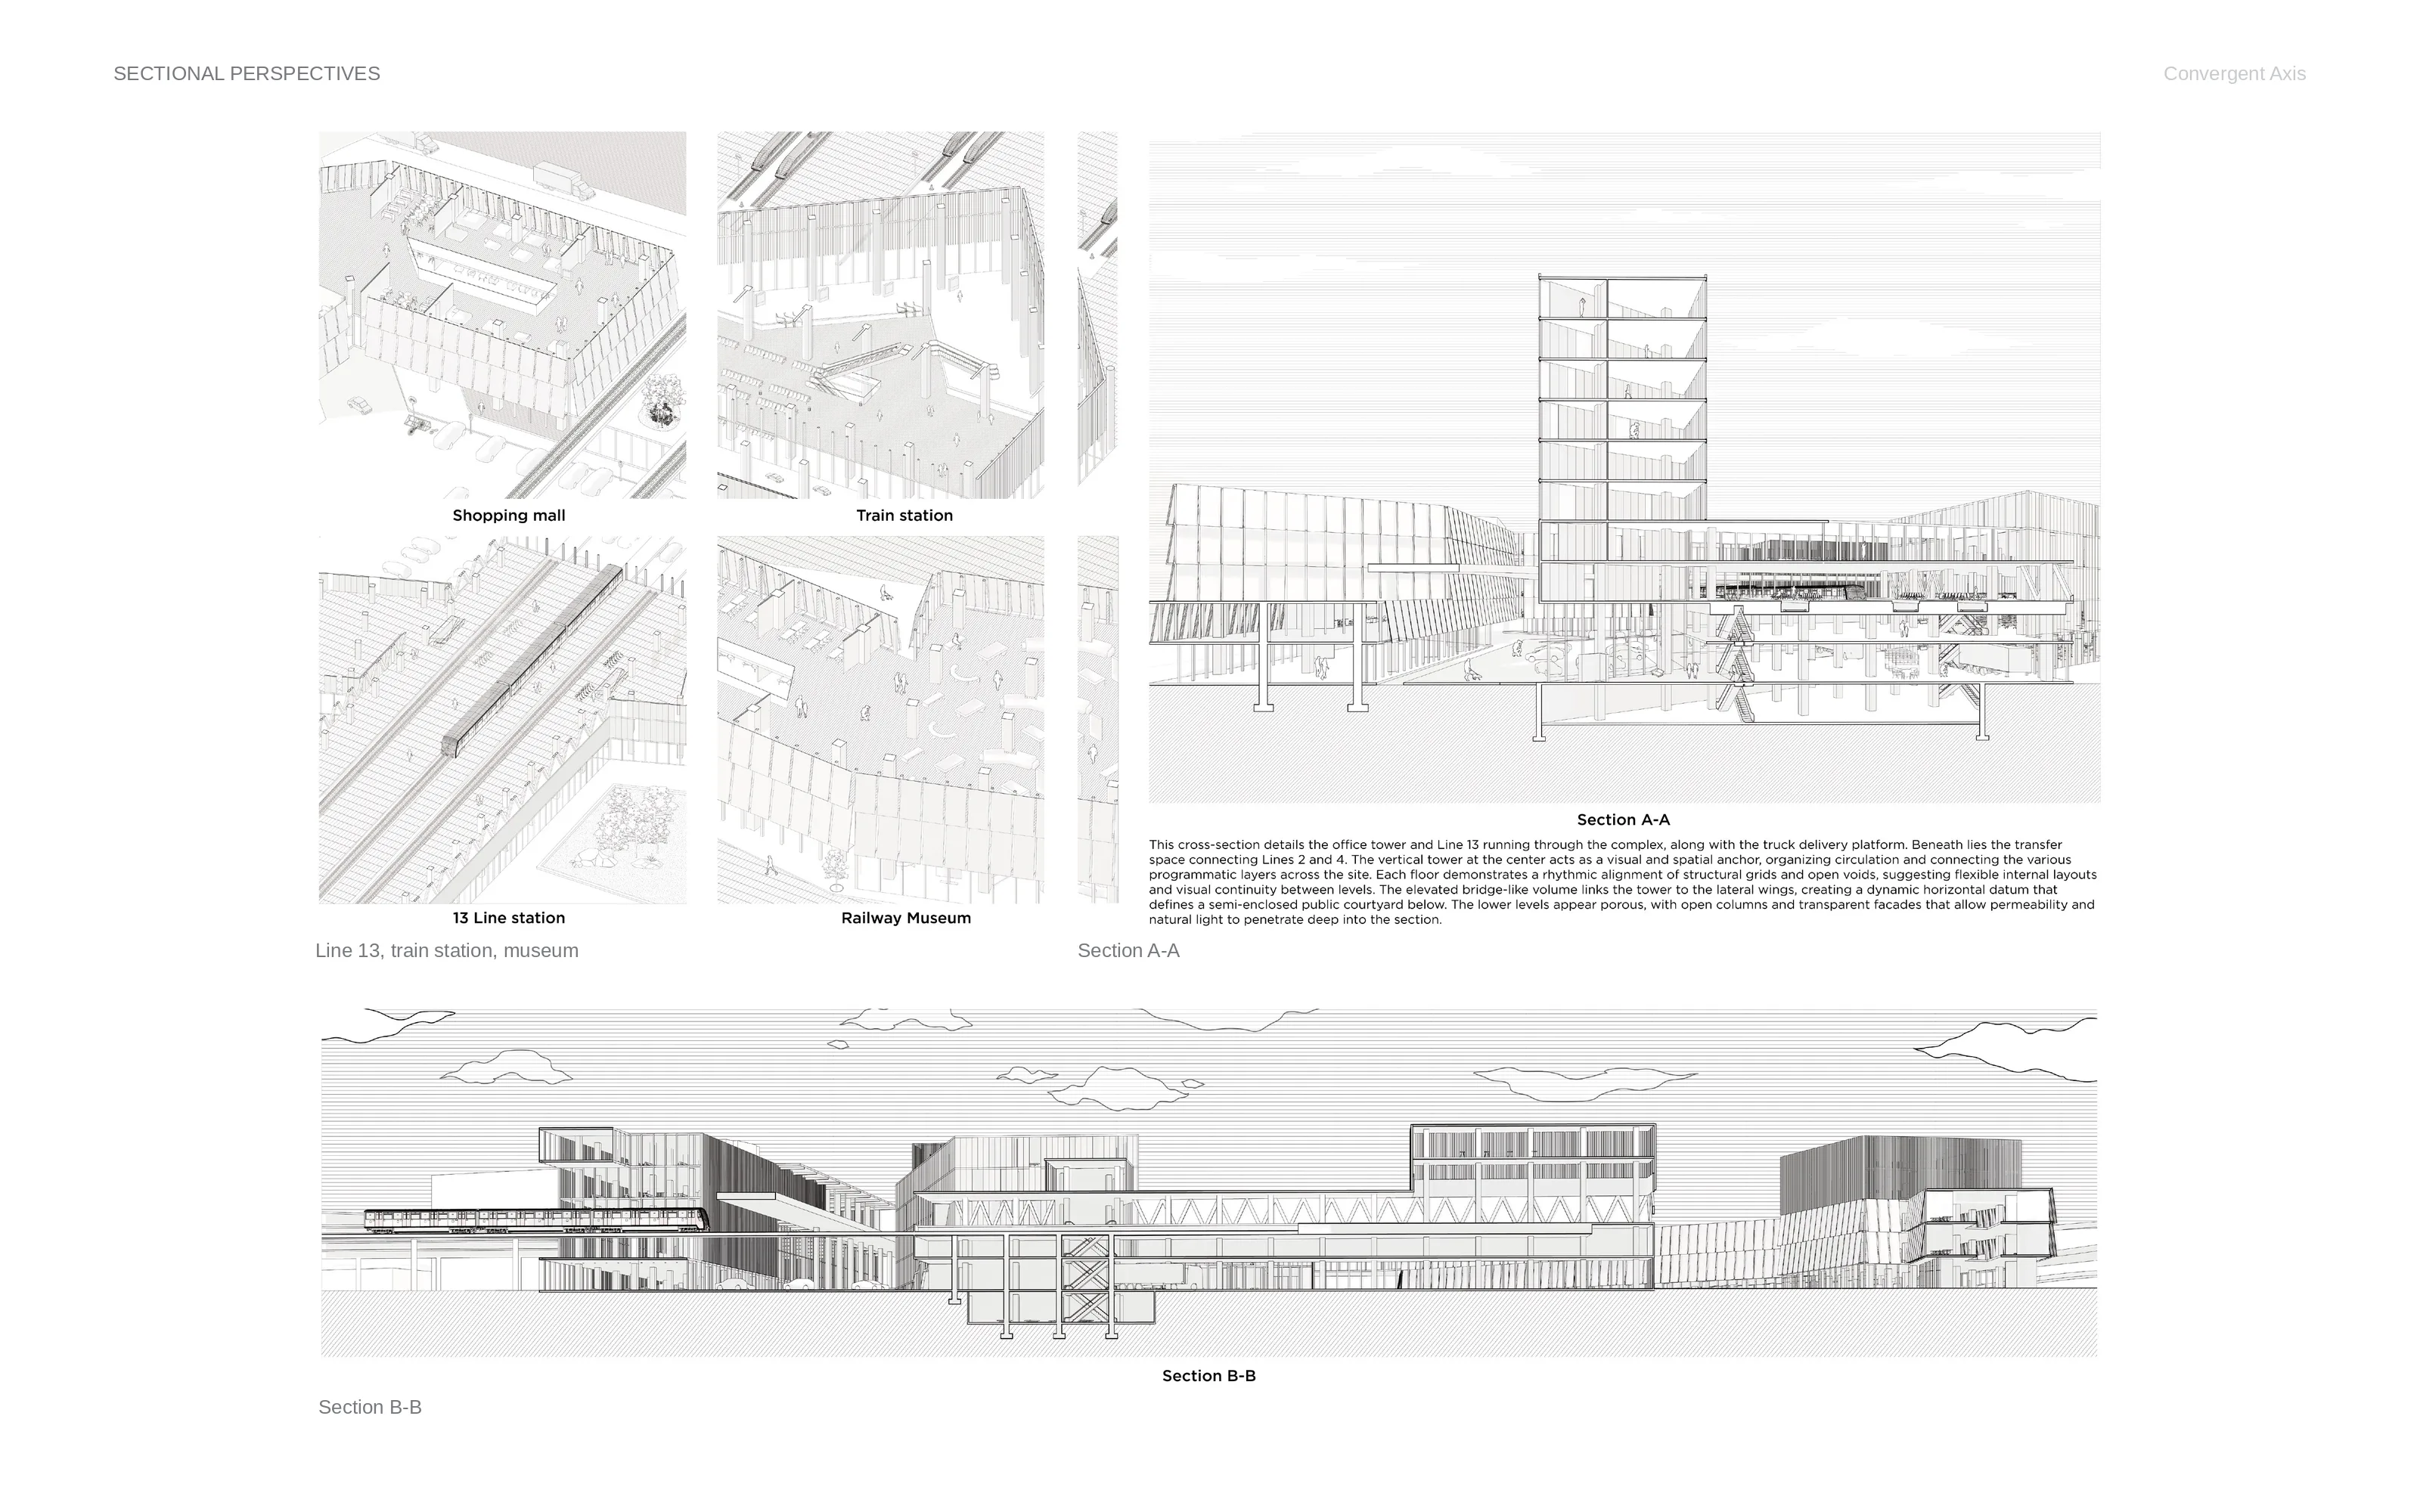 SECTIONAL PERSPECTIVES
Convergent Axis
Shopping mall
Train station
13 Line station
Railway Museum
Line 13, train station, museum
Section A-A
This cross-section details the office tower and Line 13 running through the complex, along with the truck delivery platform. Beneath lies the transfer
space connecting Lines 2 and 4. The vertical tower at the center acts as a visual and spatial anchor, organizing circulation and connecting the various
programmatic layers across the site. Each floor demonstrates a rhythmic alignment of structural grids and open voids, suggesting flexible internal layouts
and visual continuity between levels. The elevated bridge-like volume links the tower to the lateral wings, creating a dynamic horizontal datum that
defines a semi-enclosed public courtyard below. The lower levels appear porous, with open columns and transparent facades that allow permeability and
natural light to penetrate deep into the section.
Section A-A
Section B-B
Section B-B